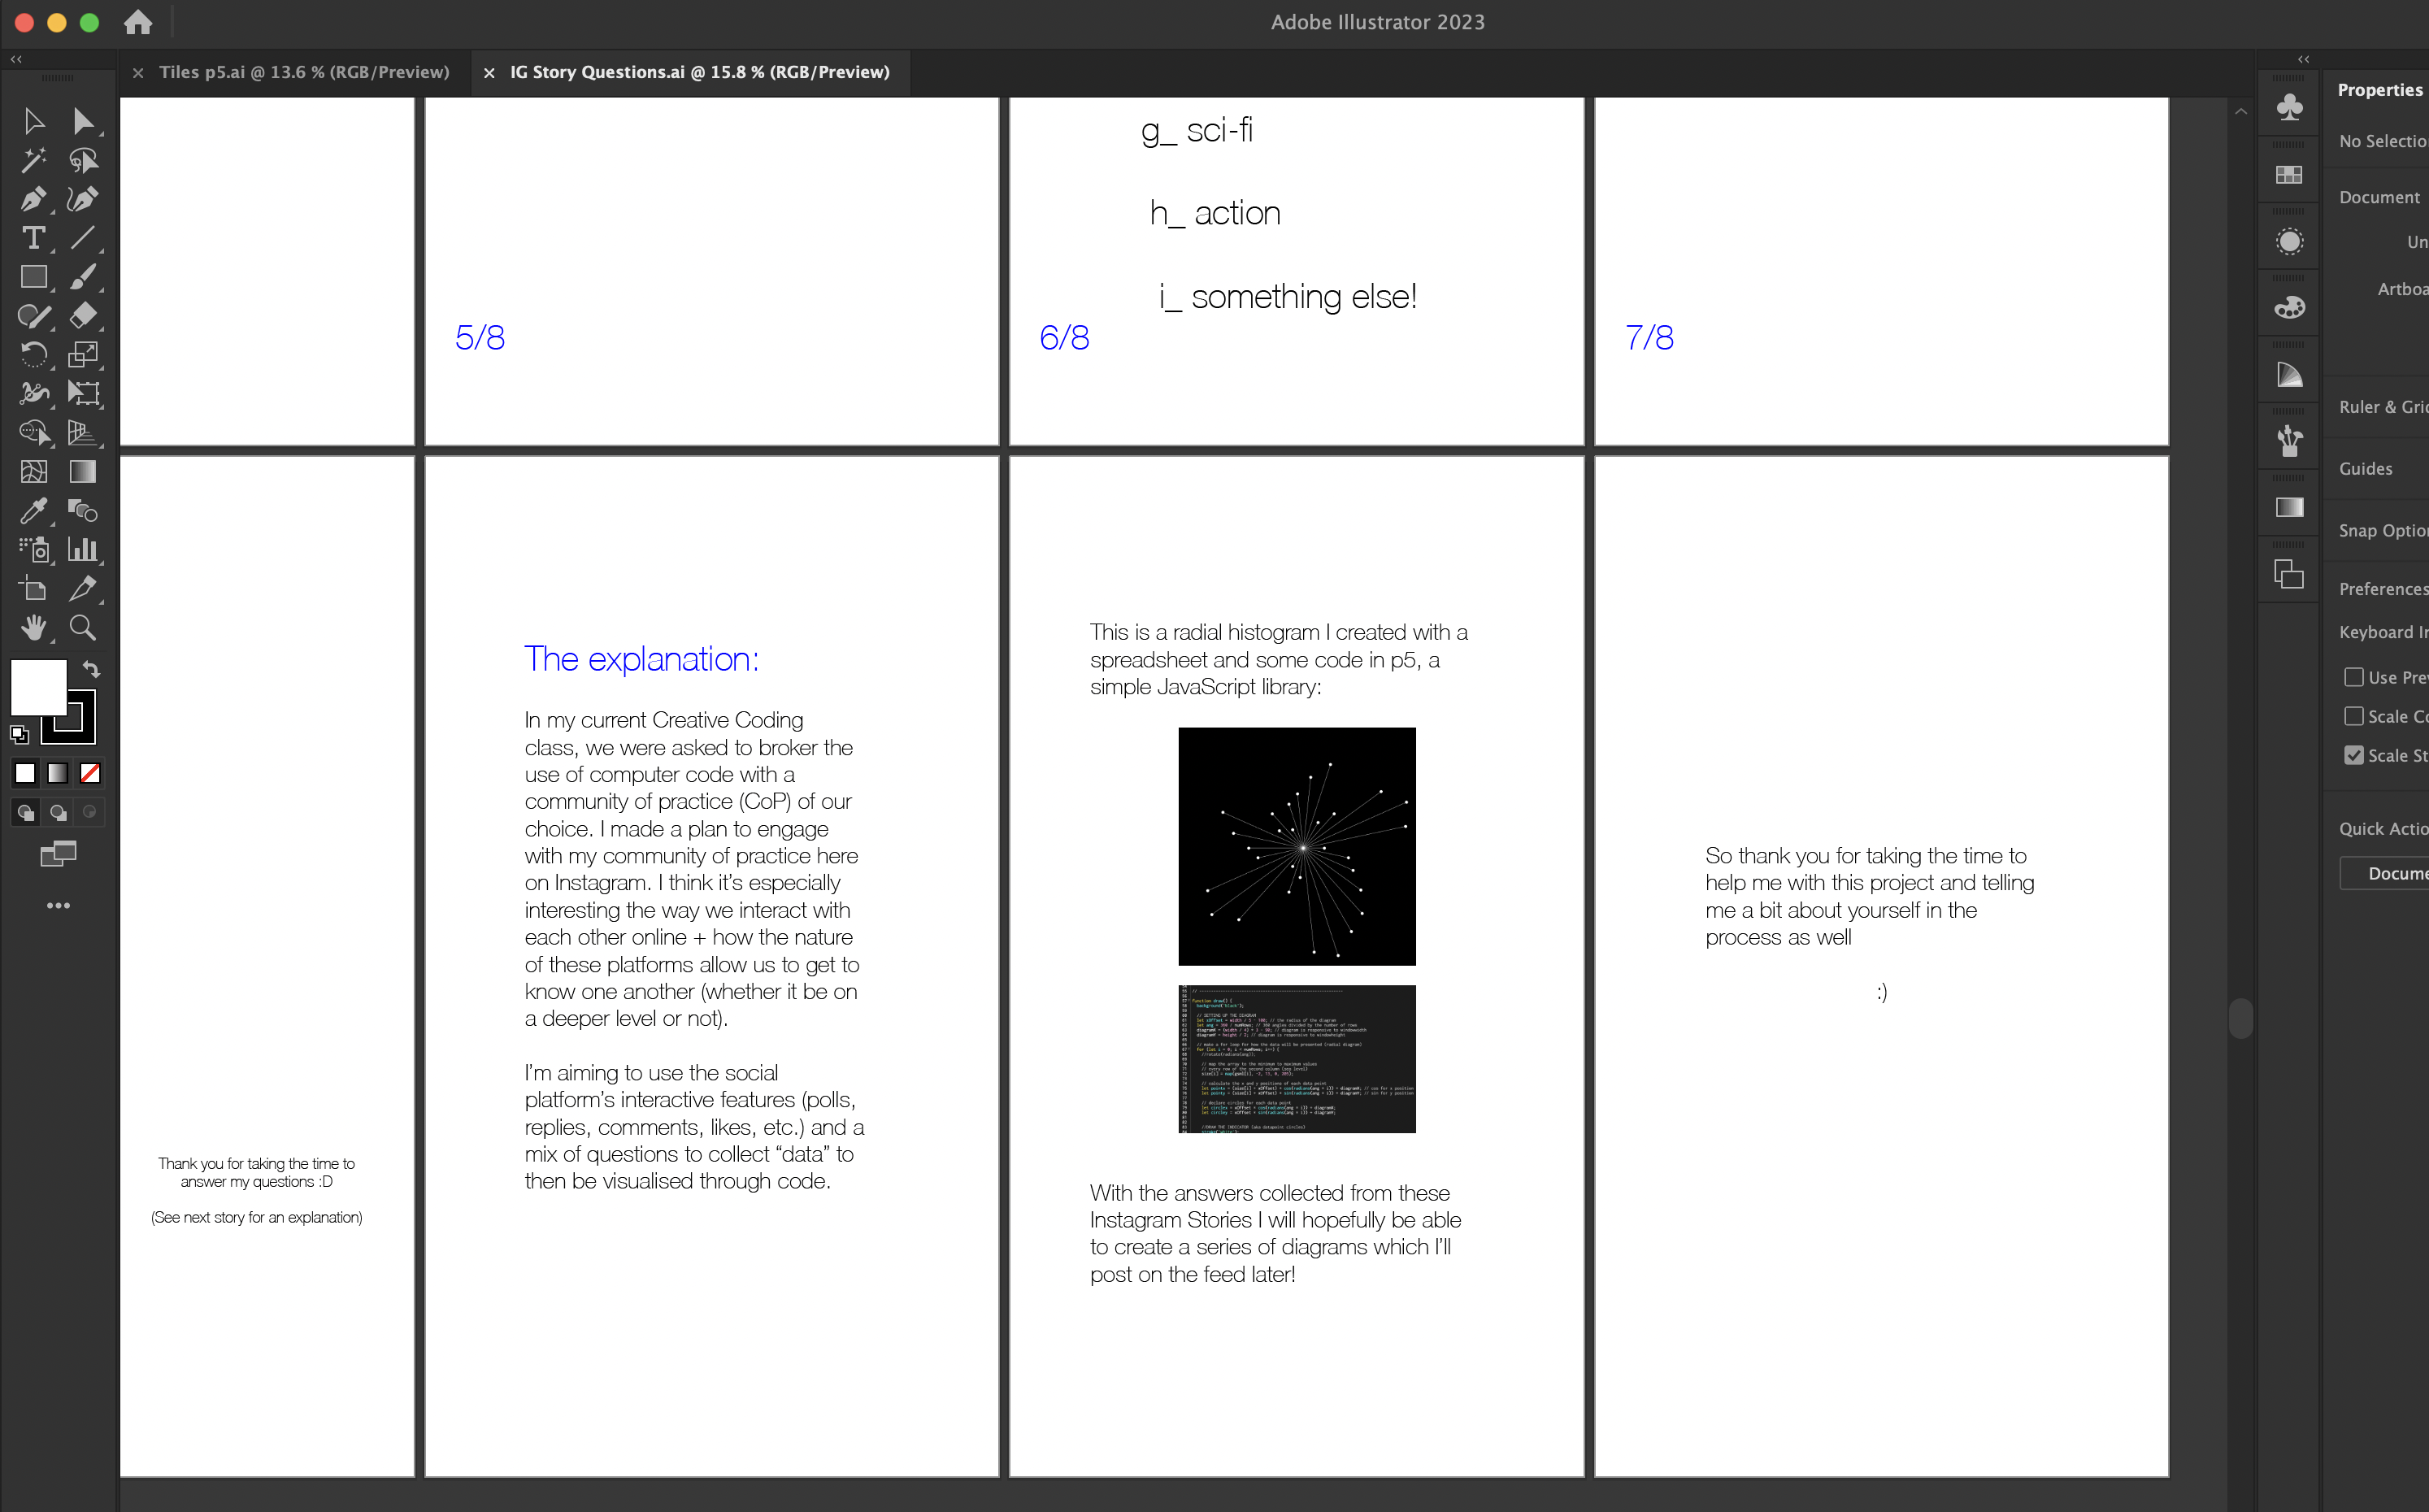 Adobe Illustrator 2023
Tiles p5.ai @ 13.6 % (RGB/Preview)
IG Story Questions.ai @ 15.8 % (RGB/Preview)
g_ sci-fi
h_ action
i_ something else!
5/8
6/8
7/8
Thank you for taking the time to
answer my questions :D
(See next story for an explanation)
The explanation:
In my current Creative Coding
class, we were asked to broker the
use of computer code with a
community of practice (CoP) of our
choice. I made a plan to engage
with my community of practice here
on Instagram. I think it’s especially
interesting the way we interact with
each other online + how the nature
of these platforms allow us to get to
know one another (whether it be on
a deeper level or not).
I’m aiming to use the social
platform’s interactive features (polls,
replies, comments, likes, etc.) and a
mix of questions to collect “data” to
then be visualised through code.
This is a radial histogram I created with a
spreadsheet and some code in p5, a
simple JavaScript library:
function draw() {
background('black');
// SETTING UP THE DIAGRAM
With the answers collected from these
Instagram Stories I will hopefully be able
to create a series of diagrams which I’ll
post on the feed later!
So thank you for taking the time to
help me with this project and telling
me a bit about yourself in the
process as well
:)
Properties
No Selectio
Document
Un
Artboa
Ruler & Gri
Guides
Snap Optio
Preferences
Keyboard In
Use Pre
Scale Co
Scale St
Quick Actio
Docume